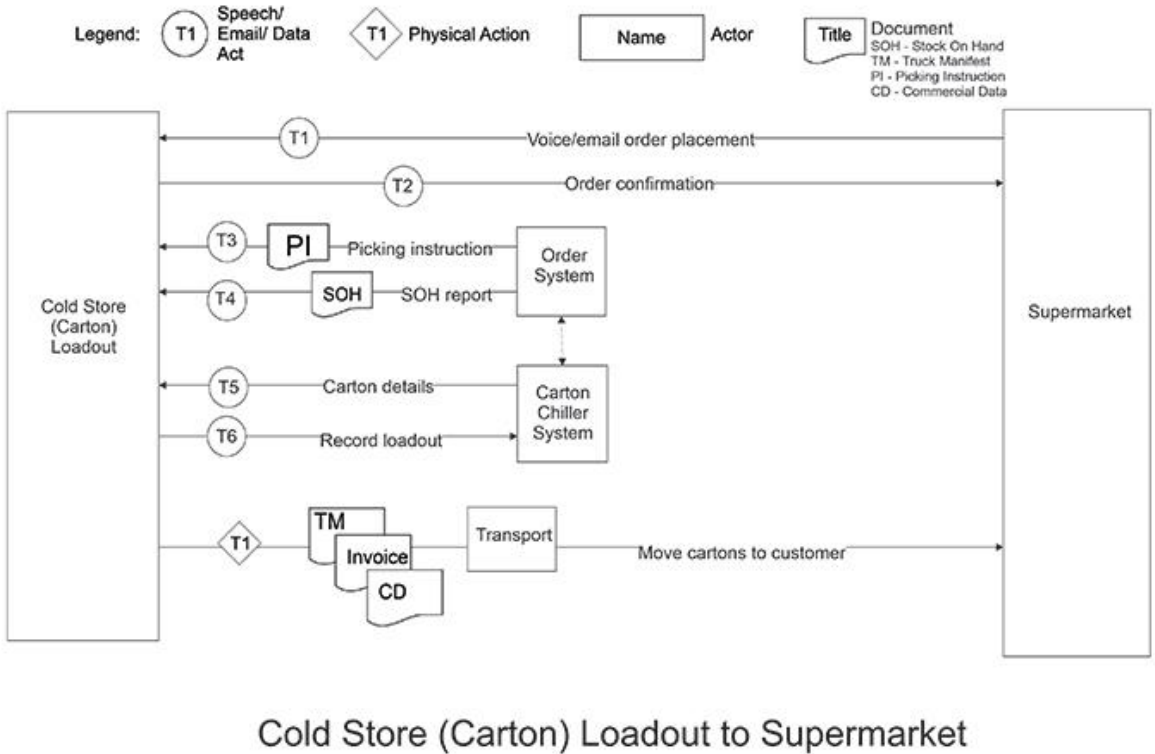 Legend:
T1
Speech/
Email/ Data
Act
T1
Physical Action
Name
Actor
Title
Document
SOH - Stock On Hand
TM - Truck Manifest
PI - Picking Instruction
CD - Commercial Data
T1
Voice/email order placement
T2
Order confirmation
T3
PI
Picking instruction
Order
System
T4
SOH
SOH report
Cold Store
(Carton)
Loadout
Supermarket
T5
Carton details
Carton
Chiller
System
T6
Record loadout
T1
TM
Invoice
CD
Transport
Move cartons to customer
Cold Store (Carton) Loadout to Supermarket